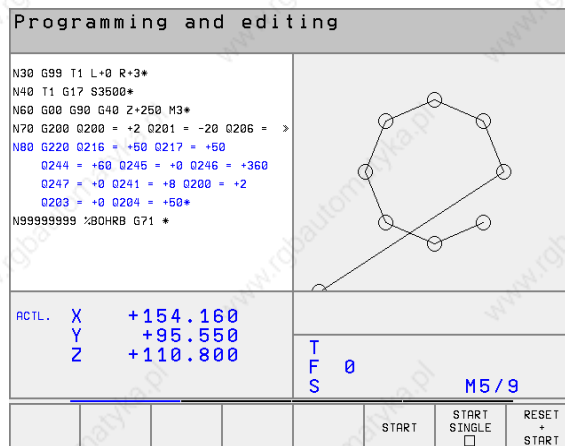 Programming and editing
N30 G99 T1 L+0 R+3*
N40 T1 G17 S3500*
N60 G00 G90 G40 Z+250 M3*
N70 G200 Q200 = +2 Q201 = -20 Q206 = »
N80 G220 Q216 = +50 Q217 = +50
Q244 = +60 Q245 = +0 Q246 = +360
Q247 = +0 Q241 = +8 Q200 = +2
Q203 = +0 Q204 = +50*
N99999999 %BOHRB G71 *
ACTL. X +154.160
Y +95.550
Z +110.800
T
F 0
S M5/9
START
START SINGLE
RESET + START
www.rgbautomatyka.pl